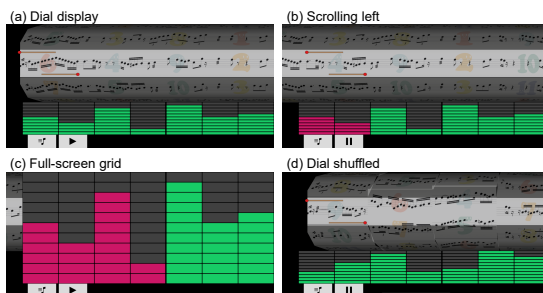 (a) Dial display
(b) Scrolling left
(c) Full-screen grid
(d) Dial shuffled